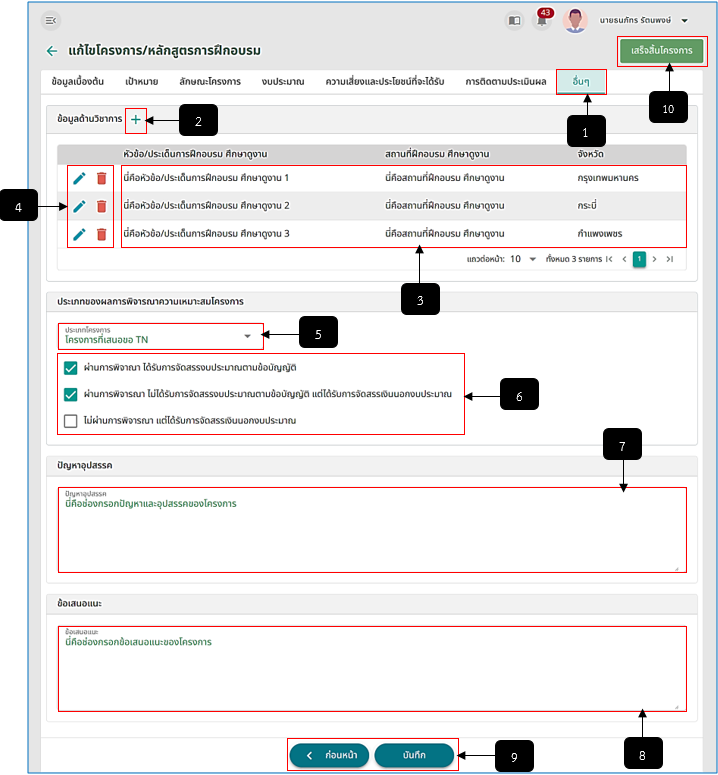 43
นายธนภัทร รัตนพงษ์
แก้ไขโครงการ/หลักสูตรการฝึกอบรม
เสร็จสิ้นโครงการ
ข้อมูลเบื้องต้น เป้าหมาย ลักษณะโครงการ งบประมาณ ความเสี่ยงและประโยชน์ที่จะได้รับ การติดตามประเมินผล อื่นๆ
10
1
ข้อมูลด้านวิชาการ +
2
หัวข้อ/ประเด็นการฝึกอบรม ศึกษาดูงาน สถานที่ฝึกอบรม ศึกษาดูงาน จังหวัด
นี่คือหัวข้อ/ประเด็นการฝึกอบรม ศึกษาดูงาน 1 นี่คือสถานที่ฝึกอบรม ศึกษาดูงาน กรุงเทพมหานคร
4
นี่คือหัวข้อ/ประเด็นการฝึกอบรม ศึกษาดูงาน 2 นี่คือสถานที่ฝึกอบรม ศึกษาดูงาน กระบี่
นี่คือหัวข้อ/ประเด็นการฝึกอบรม ศึกษาดูงาน 3 นี่คือสถานที่ฝึกอบรม ศึกษาดูงาน กำแพงเพชร
แถวต่อหน้า: 10 ทั้งหมด 3 รายการ 1
3
ประเภทของผลการพิจารณาความเหมาะสมโครงการ
ประเภทโครงการ
โครงการที่เสนอขอ TN
5
ผ่านการพิจาณา ได้รับการจัดสรรงบประมาณตามข้อบัญญัติ
ผ่านการพิจารณา ไม่ได้รับการจัดสรรงบประมาณตามข้อบัญญัติ แต่ได้รับการจัดสรรเงินนอกงบประมาณ
6
ไม่ผ่านการพิจารณา แต่ได้รับการจัดสรรเงินนอกงบประมาณ
7
ปัญหาอุปสรรค
ปัญหาอุปสรรค
นี่คือช่องกรอกปัญหาและอุปสรรคของโครงการ
ข้อเสนอแนะ
ข้อเสนอแนะ
นี่คือช่องกรอกข้อเสนอแนะของโครงการ
8
ก่อนหน้า บันทึก
9